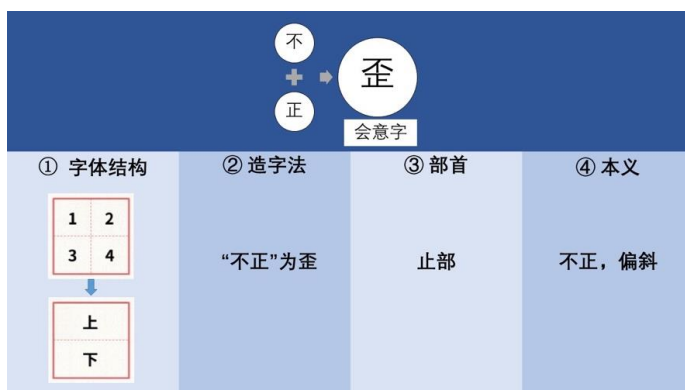 不
正
歪
会意字
① 字体结构
② 造字法
③ 部首
④ 本义
1 2
3 4
上
下
“不正”为歪
止部
不正，偏斜